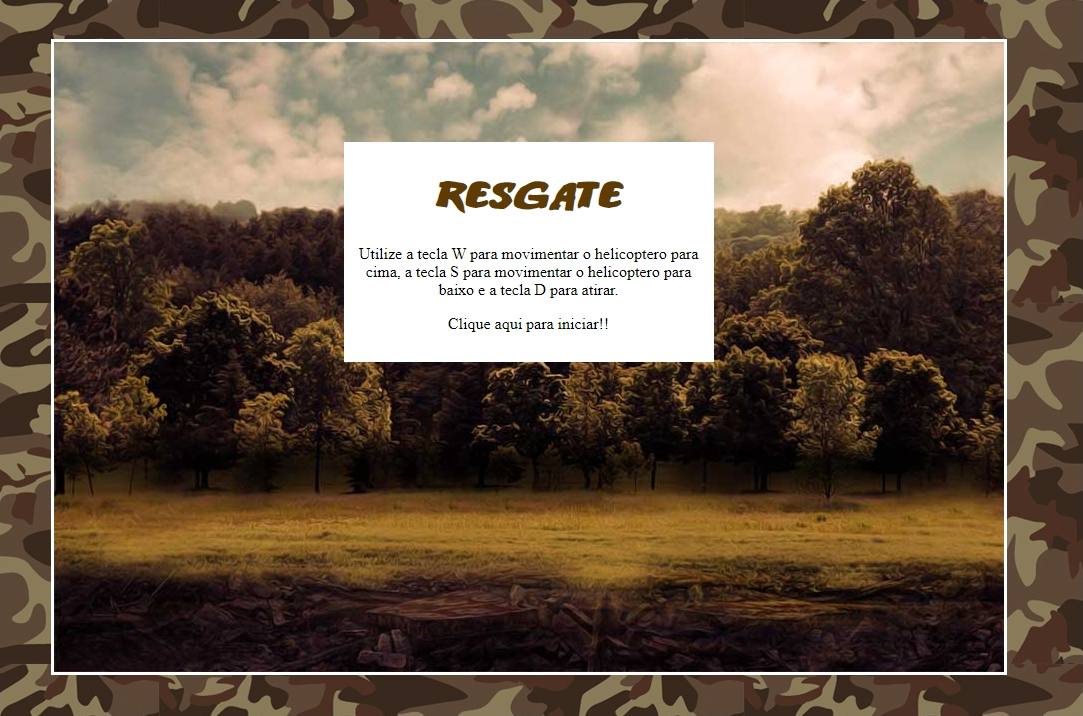 RESGATE
Utilize a tecla W para movimentar o helicoptero para
cima, a tecla S para movimentar o helicoptero para
baixo e a tecla D para atirar.
Clique aqui para iniciar!!